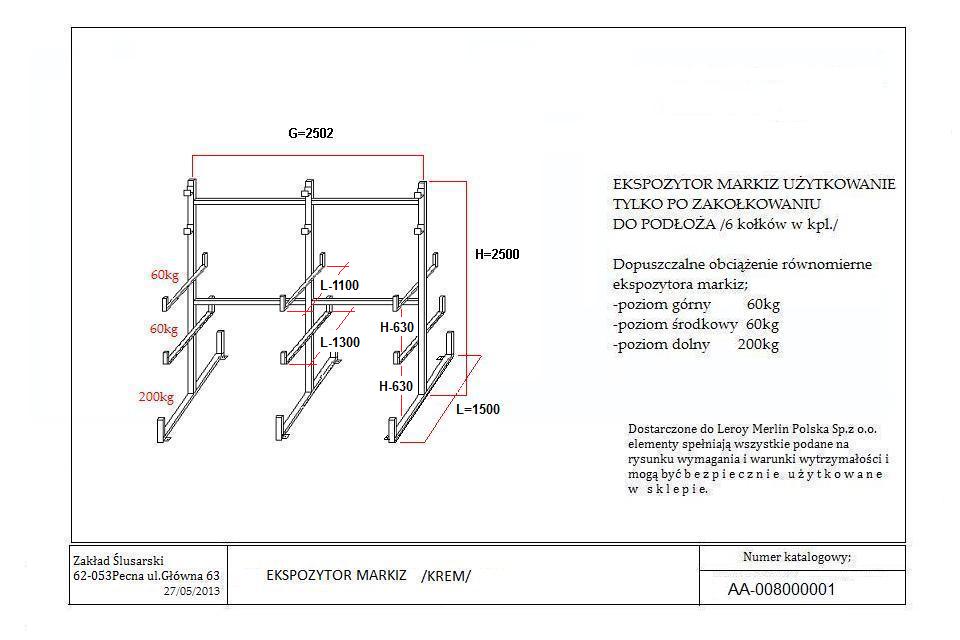 G=2502
EKSPOZYTOR MARKIZ UŻYTKOWANIE
TYLKO PO ZAKOŁKOWANIU
DO PODŁOŻA /6 kołków w kpl./
H=2500
Dopuszczalne obciążenie równomierne
ekspozytora markiz;
-poziom górny 60kg
-poziom środkowy 60kg
-poziom dolny 200kg
60kg
L-1100
60kg
H-630
L-1300
200kg
H-630
L=1500
Dostarczone do Leroy Merlin Polska Sp.z o.o.
elementy spełniają wszystkie podane na
rysunku wymagania i warunki wytrzymałości i
mogą być b e z p i e c z n i e u ż y t k o w a n e
w s k l e p i e.
Zakład Ślusarski
62-053Pecna ul.Główna 63
27/05/2013
EKSPOZYTOR MARKIZ /KREM/
Numer katalogowy;
AA-008000001